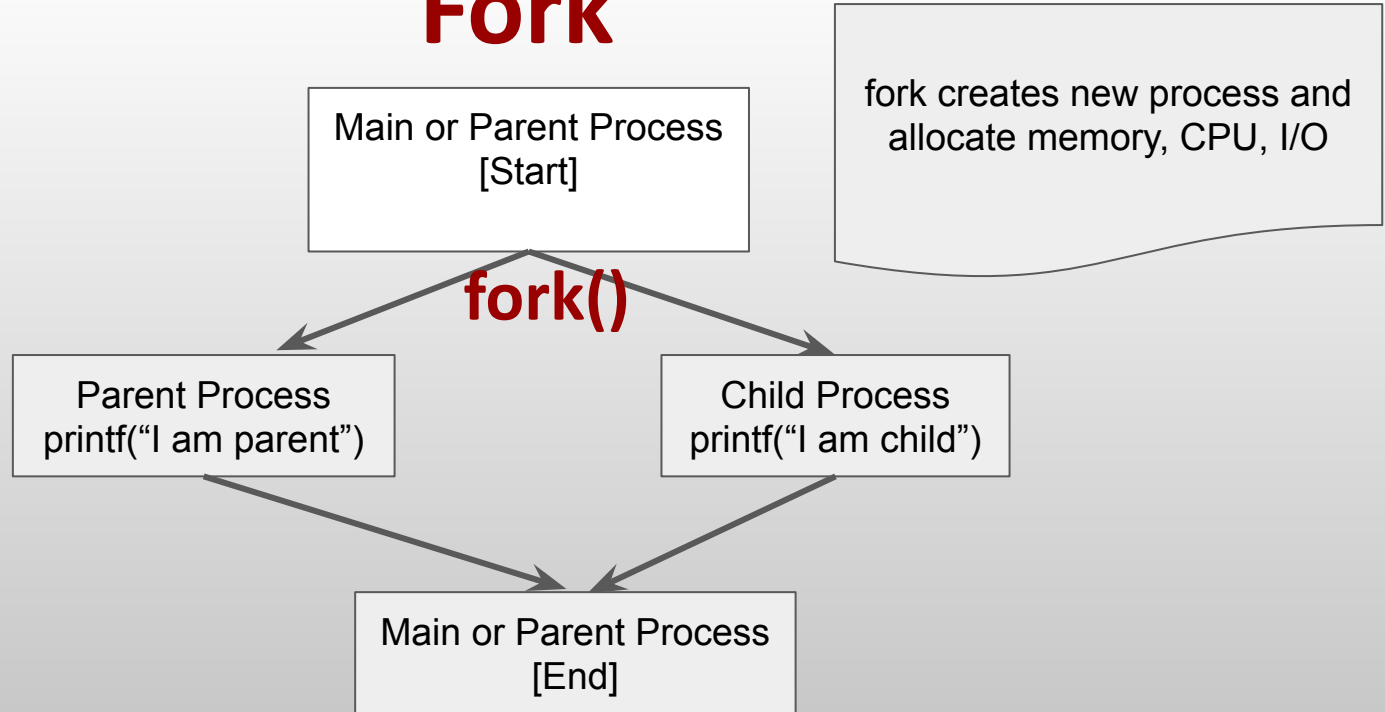 Fork
Main or Parent Process
[Start]
fork creates new process and
allocate memory, CPU, I/O
fork()
Parent Process
printf(“I am parent”)
Child Process
printf(“I am child”)
Main or Parent Process
[End]